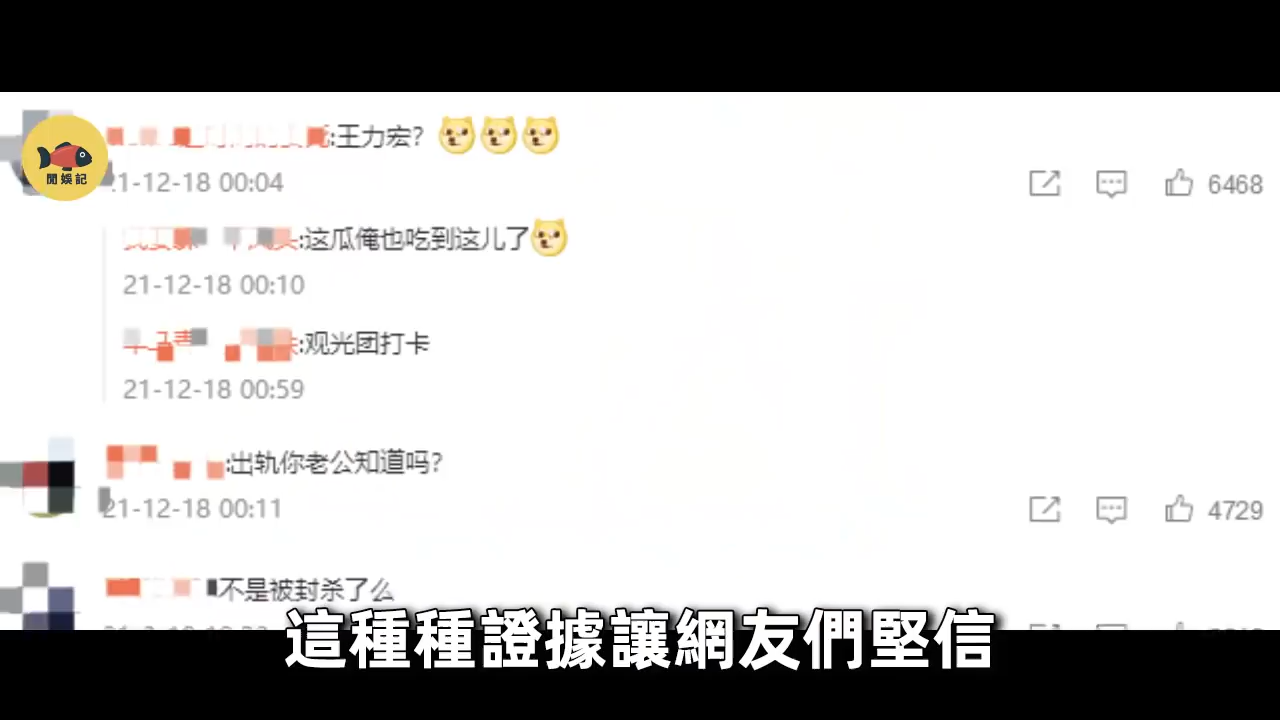 :王力宏?
21-12-18 00:04
6468
閒娛記
:这瓜俺也吃到这儿了
21-12-18 00:10
:观光团打卡
21-12-18 00:59
:出轨你老公知道吗?
21-12-18 00:11
4729
不是被封杀了么
這種種證據讓網友們堅信